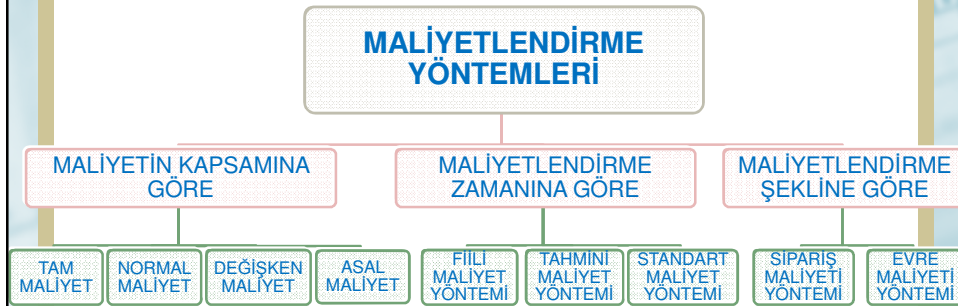 MALİYETLENDİRME
YÖNTEMLERİ
MALİYETİN KAPSAMINA
GÖRE
MALİYETLENDİRME
ZAMANINA GÖRE
MALİYETLENDİRME
ŞEKLİNE GÖRE
TAM
MALİYET
NORMAL
MALİYET
DEĞİŞKEN
MALİYET
ASAL
MALİYET
FİİLİ
MALİYET
YÖNTEMİ
TAHMİNİ
MALİYET
YÖNTEMİ
STANDART
MALİYET
YÖNTEMİ
SİPARİŞ
MALİYETİ
YÖNTEMİ
EVRE
MALİYETİ
YÖNTEMİ